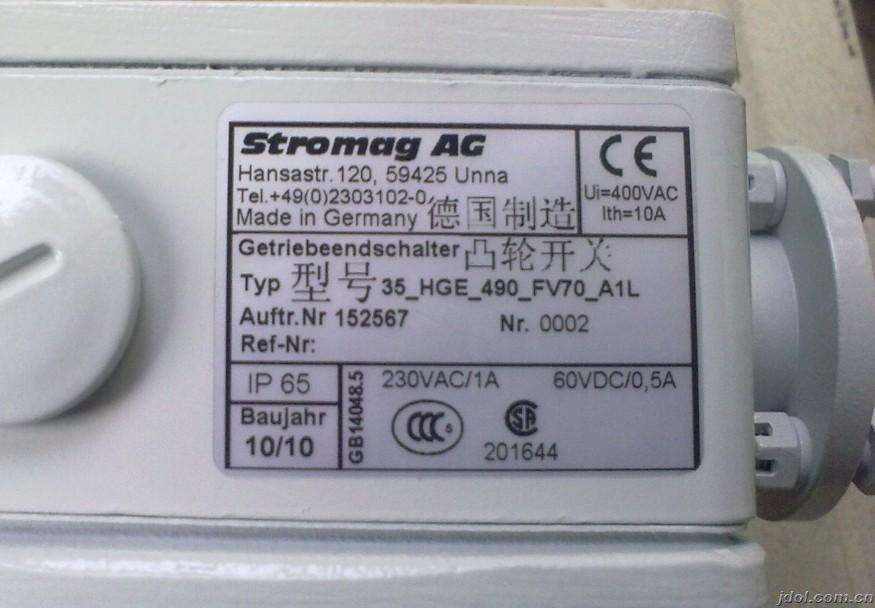 Stromag AG
Hansastr.120, 59425 Unna
Tel.+49(0)2303102-0
Made in Germany 德国制造
CE
Ui=400VAC
Ith=10A
Getriebeendschalter 凸轮开关
Typ 型号 35_HGE_490_FV70_A1L
Auftr.Nr 152567 Nr. 0002
Ref-Nr:
IP 65
Baujahr
10/10
GB14048.5
230VAC/1A 60VDC/0,5A
CCC S
SA
201644
jdol.com.cn